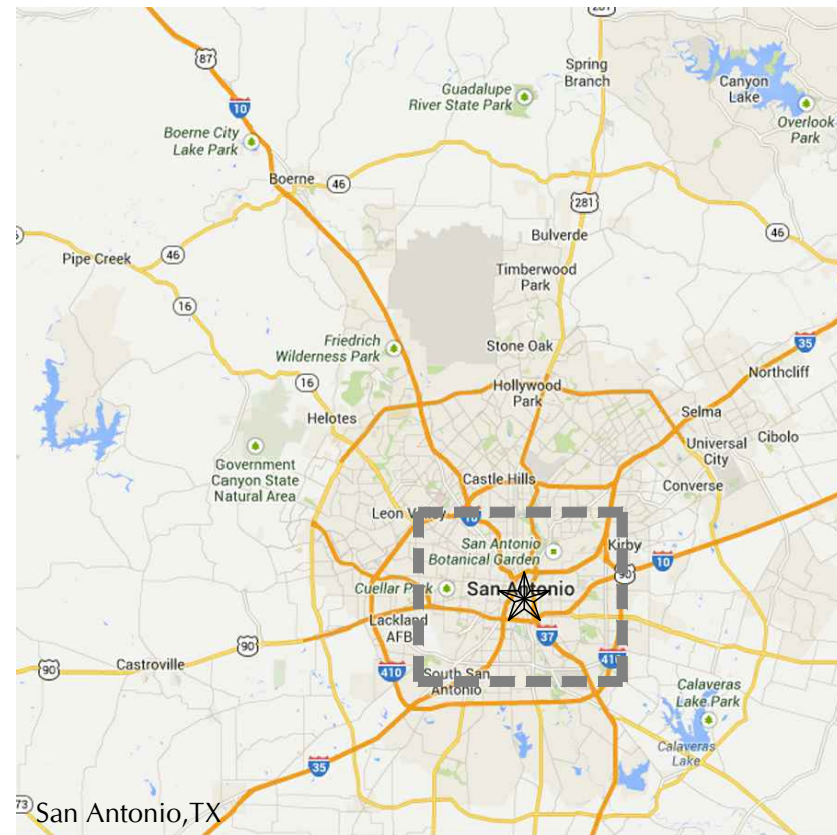 281
Spring
Branch
87
Canyon
Lake
Guadalupe
River State Park
10
Overlook
Park
Boerne City
Lake Park
Boerne
46
281
46
Bulverde
Pipe Creek
46
Timberwood
Park
16
Friedrich
Wilderness Park
Stone Oak
35
Northcliff
16
Hollywood
Park
Helotes
Selma
Universal
City
Cibolo
Government
Canyon State
Natural Area
Castle Hills
Converse
Leon Valley
10
San Antonio
Botanical Garden
Kirby
10
90
Cuellar Park
San Antonio
Lackland
AFB
37
90
Castroville
90
410
410
South San
Antonio
Calaveras
Lake Park
Calaveras
Lake
35
73
San Antonio,TX